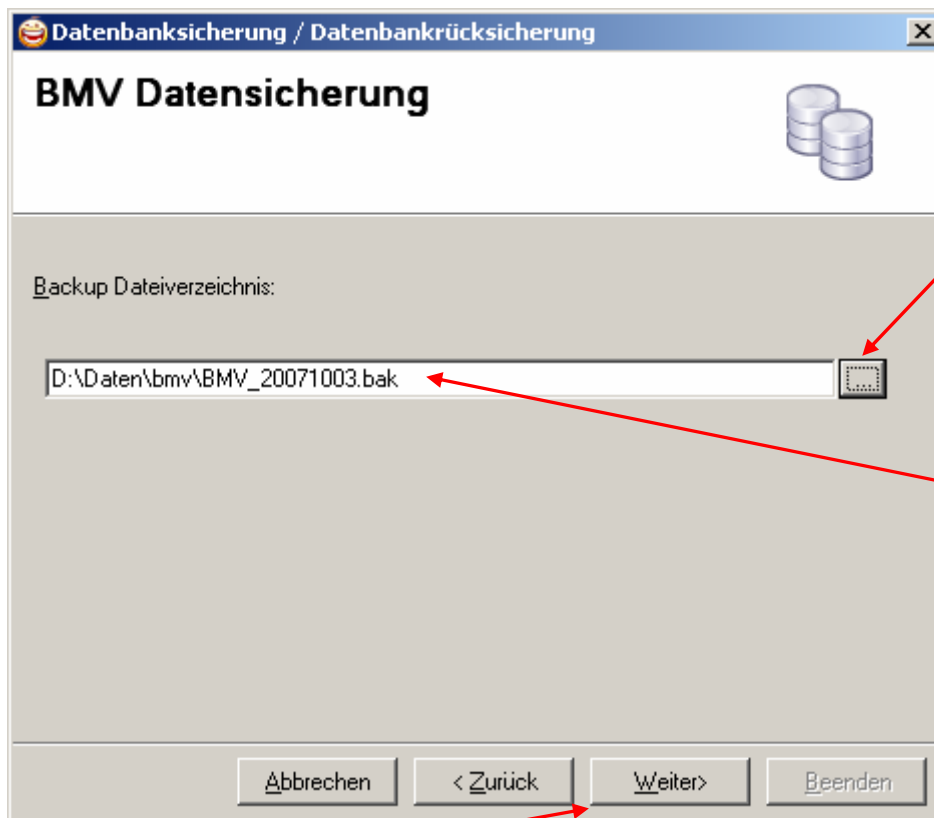 Datenbanksicherung / Datenbankrücksicherung
BMV Datensicherung
Backup Dateiverzeichnis:
D:\Daten\bmv\BMV_20071003.bak
...
Abbrechen
< Zurück
Weiter>
Beenden